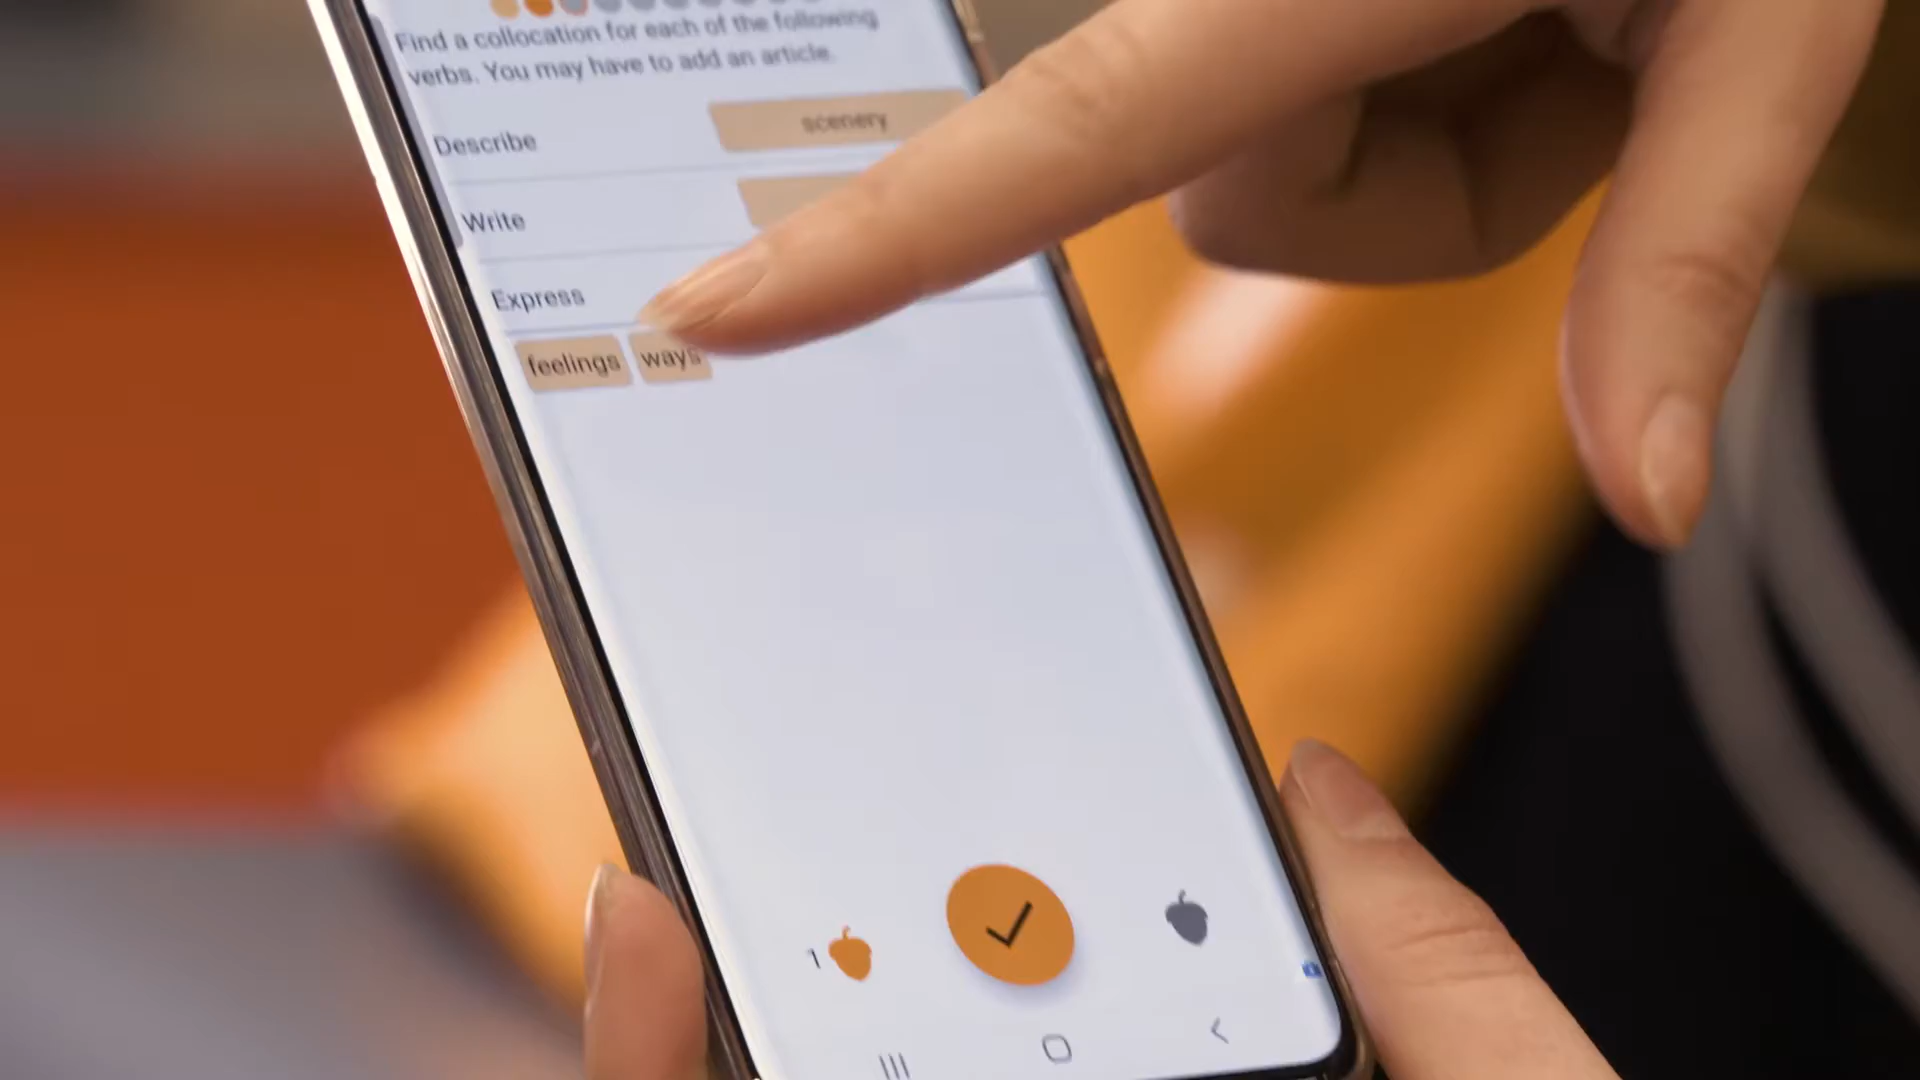 Find a collocation for each of the following
verbs. You may have to add an article.
Describe scenery
Write
Express
feelings ways
1